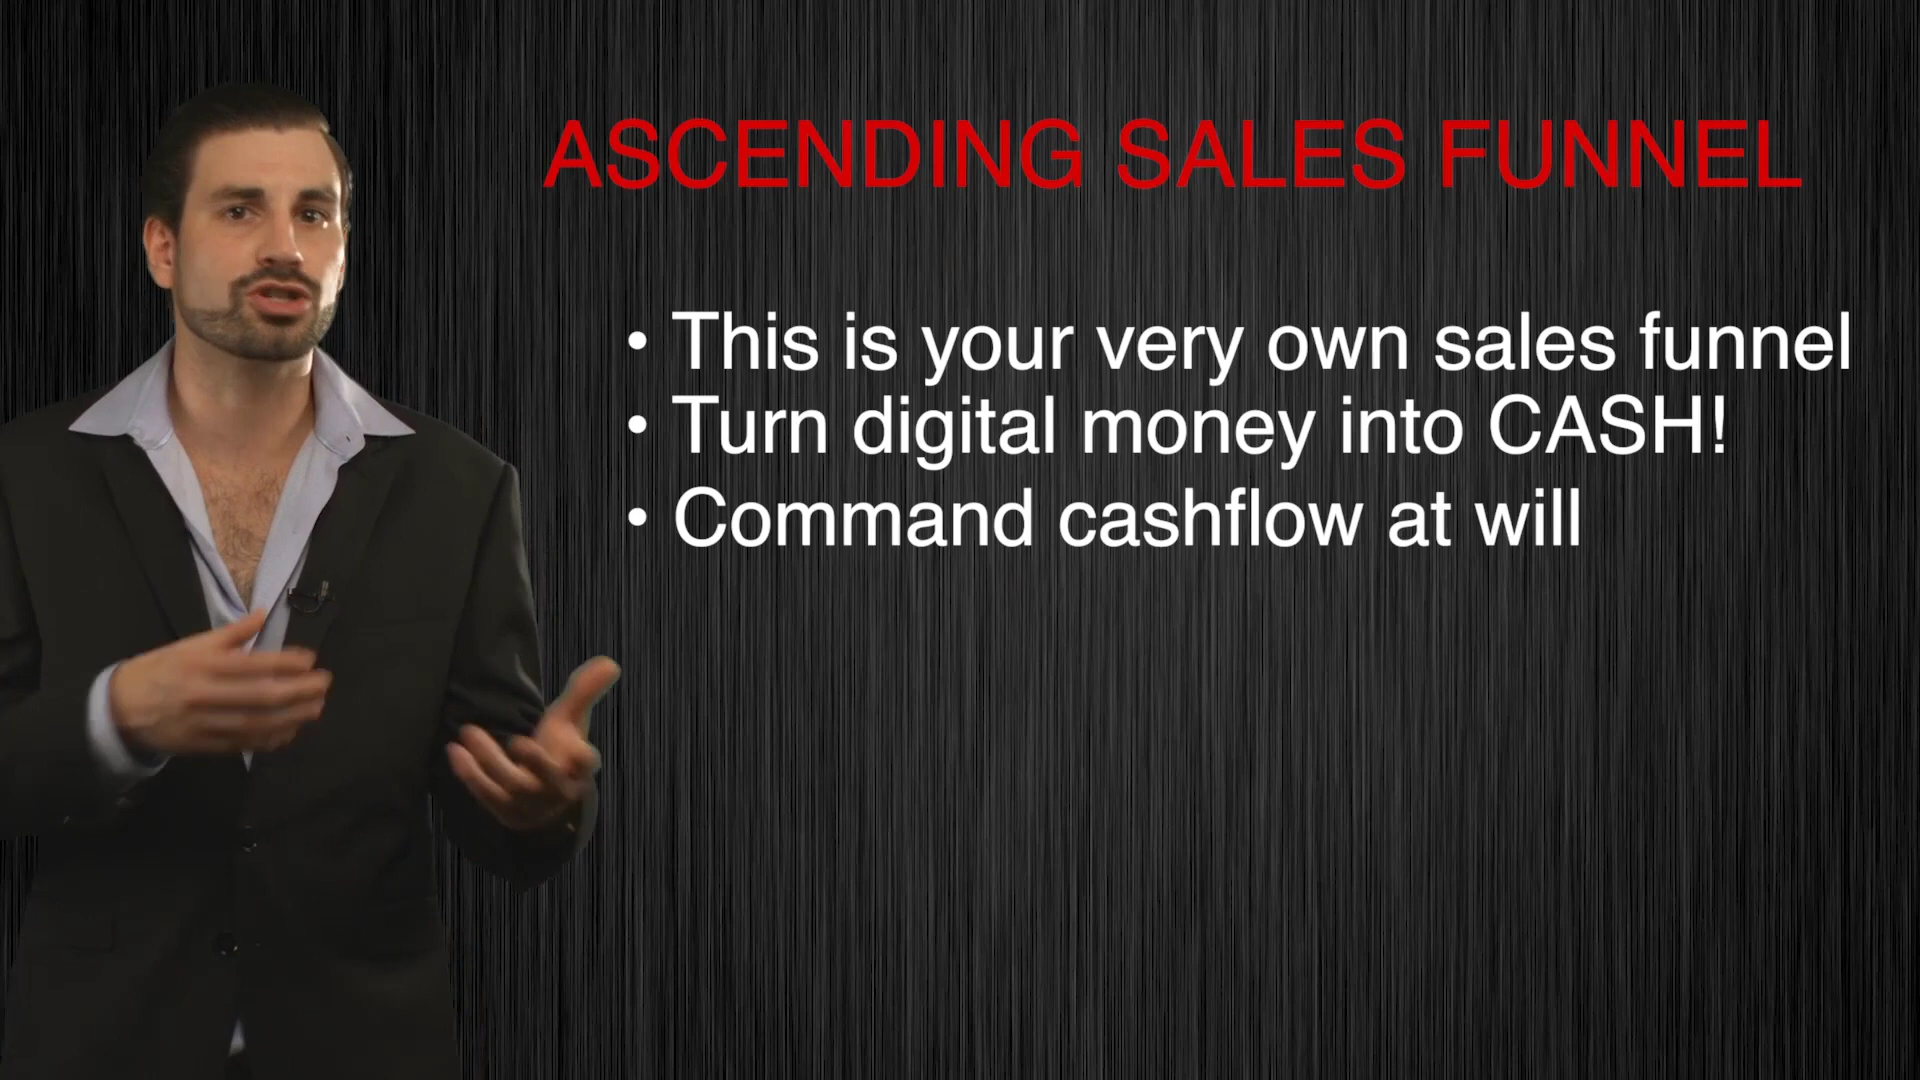 ASCENDING SALES FUNNEL
• This is your very own sales funnel
• Turn digital money into CASH!
• Command cashflow at will